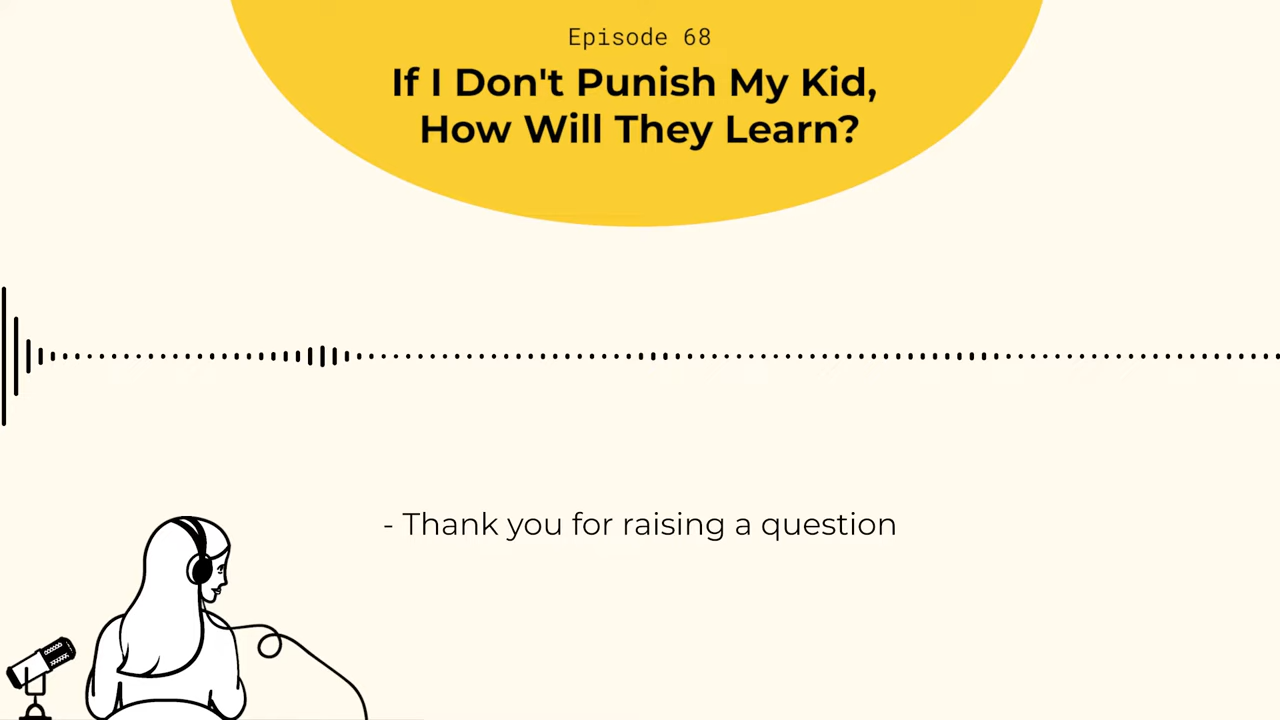 Episode 68
If I Don't Punish My Kid,
How Will They Learn?
- Thank you for raising a question